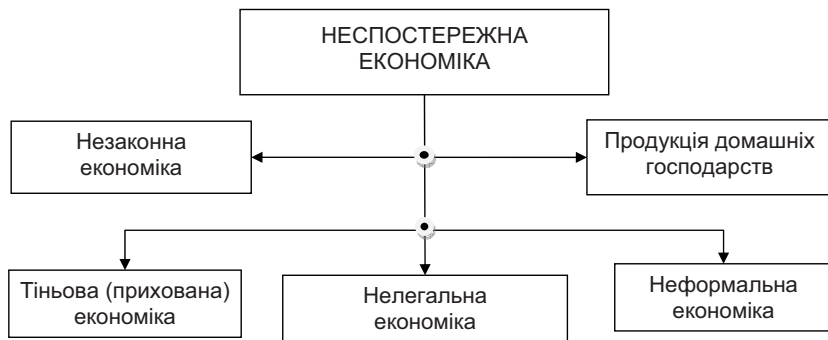 НЕСПОСТЕРЕЖНА
ЕКОНОМІКА
Незаконна
економіка
Продукція домашніх
господарств
Тіньова (прихована)
економіка
Нелегальна
економіка
Неформальна
економіка